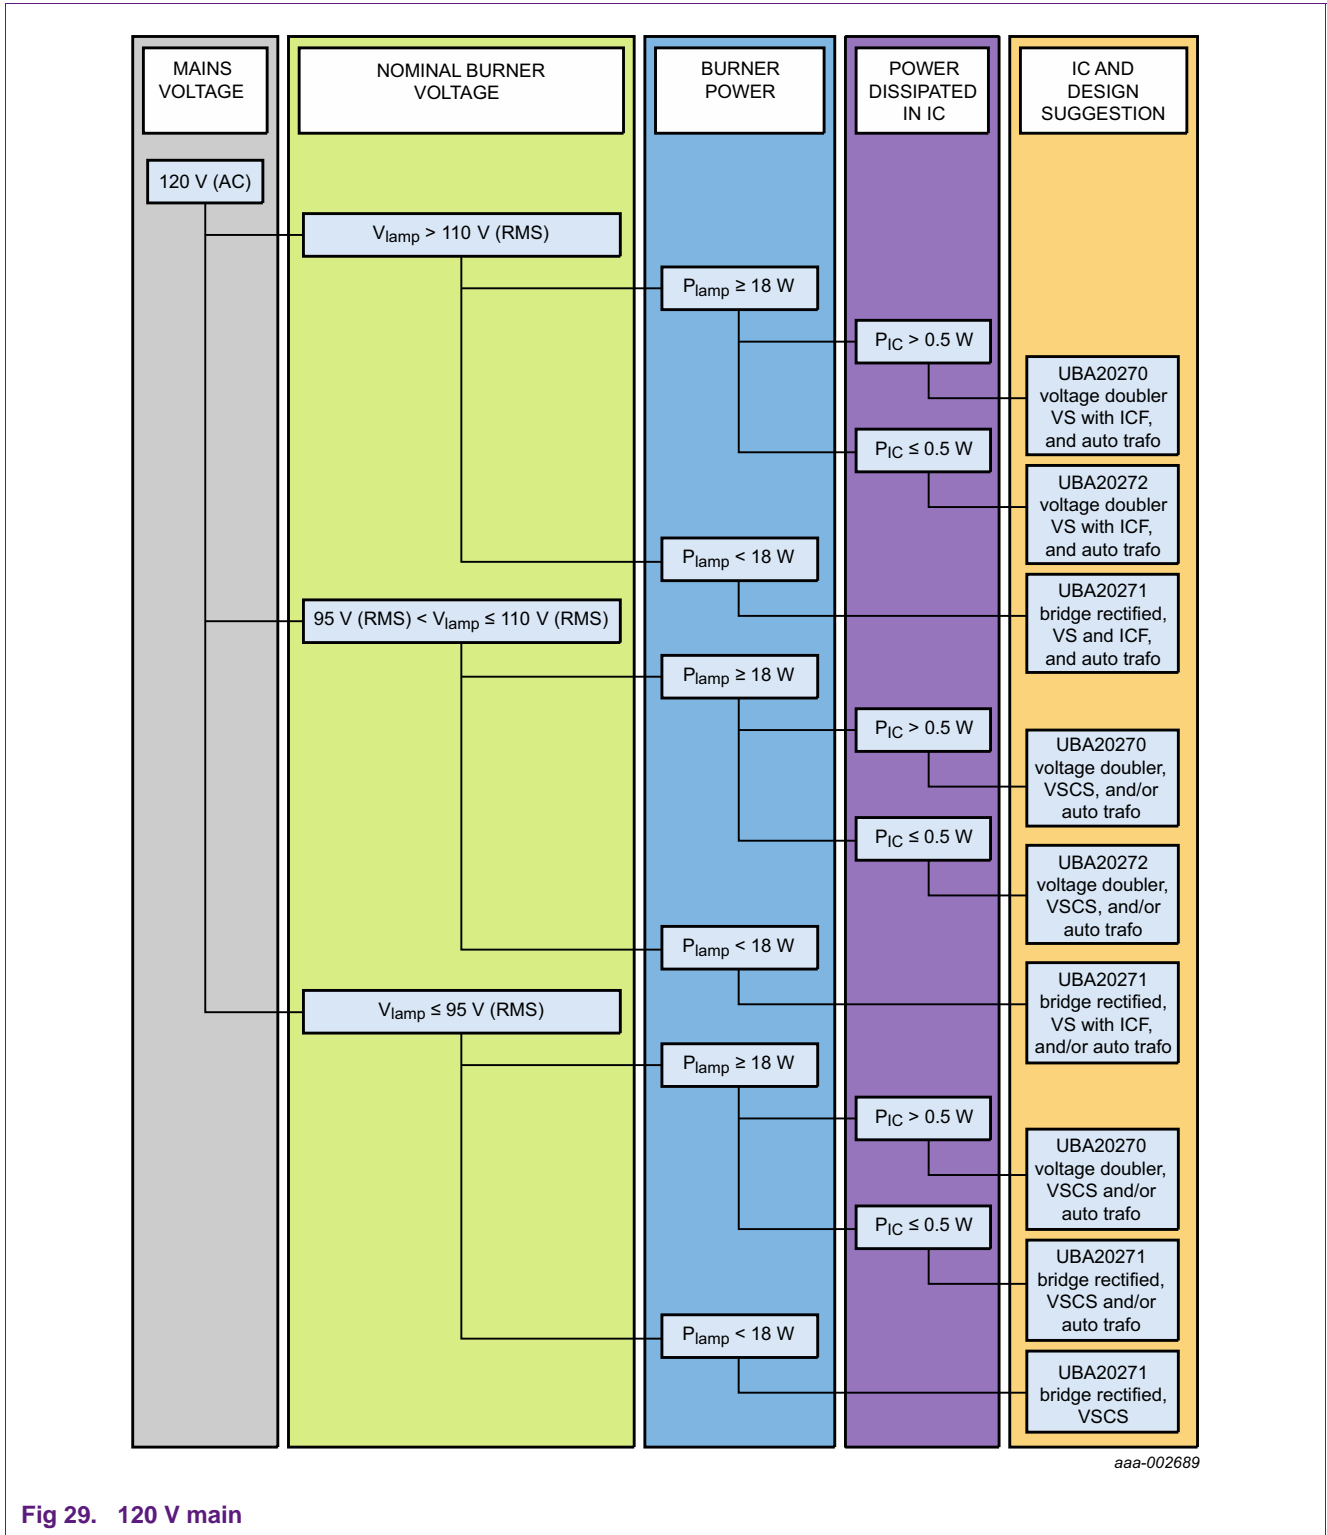 MAINS
VOLTAGE
NOMINAL BURNER
VOLTAGE
BURNER
POWER
POWER
DISSIPATED
IN IC
IC AND
DESIGN
SUGGESTION
120 V (AC)
Vlamp > 110 V (RMS)
Plamp ≥ 18 W
PIC > 0.5 W
UBA20270
voltage doubler
VS with ICF,
and auto trafo
PIC ≤ 0.5 W
UBA20272
voltage doubler
VS with ICF,
and auto trafo
Plamp < 18 W
UBA20271
bridge rectified,
VS and ICF,
and auto trafo
95 V (RMS) < Vlamp ≤ 110 V (RMS)
Plamp ≥ 18 W
PIC > 0.5 W
UBA20270
voltage doubler,
VSCS, and/or
auto trafo
PIC ≤ 0.5 W
UBA20272
voltage doubler,
VSCS, and/or
auto trafo
Plamp < 18 W
UBA20271
bridge rectified,
VS with ICF,
and/or auto trafo
Vlamp ≤ 95 V (RMS)
Plamp ≥ 18 W
PIC > 0.5 W
UBA20270
voltage doubler,
VSCS and/or
auto trafo
PIC ≤ 0.5 W
UBA20271
bridge rectified,
VSCS and/or
auto trafo
Plamp < 18 W
UBA20271
bridge rectified,
VSCS
aaa-002689
Fig 29. 120 V main